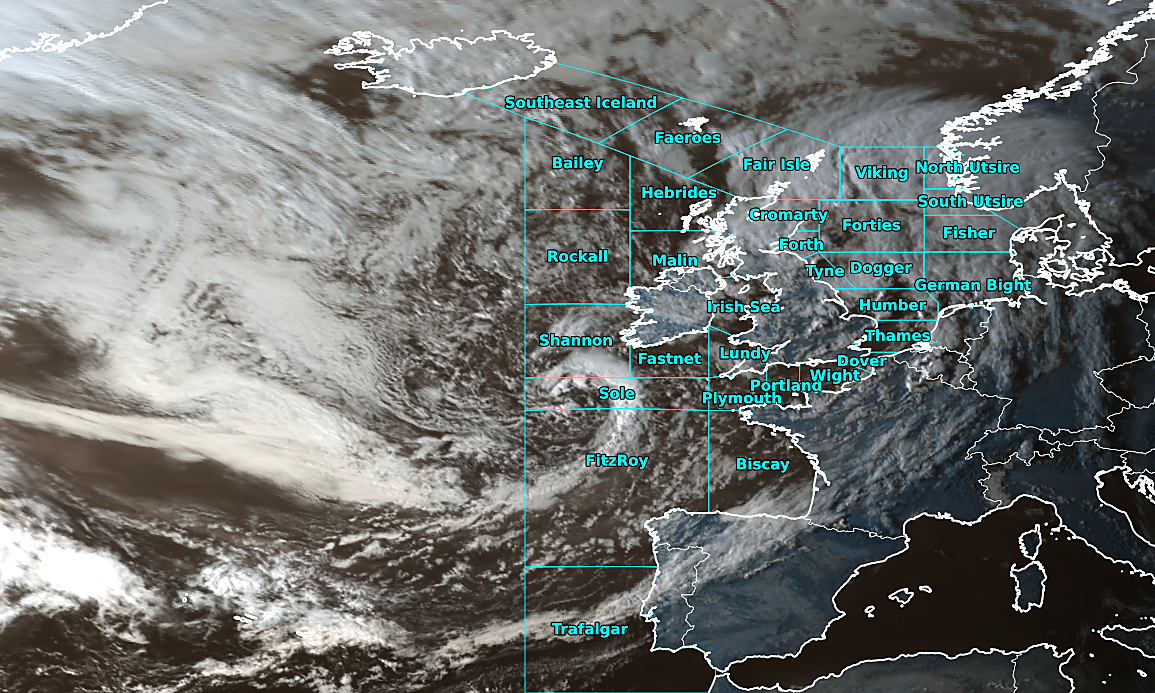 Southeast Iceland
Faeroes
Bailey
Fair Isle
Viking
North Utsire
Hebrides
South Utsire
Cromarty
Forties
Fisher
Forth
Rockall
Malin
Tyne
Dogger
German Bight
Irish Sea
Humber
Thames
Shannon
Fastnet
Lundy
Dover
Wight
Portland
Sole
Plymouth
FitzRoy
Biscay
Trafalgar